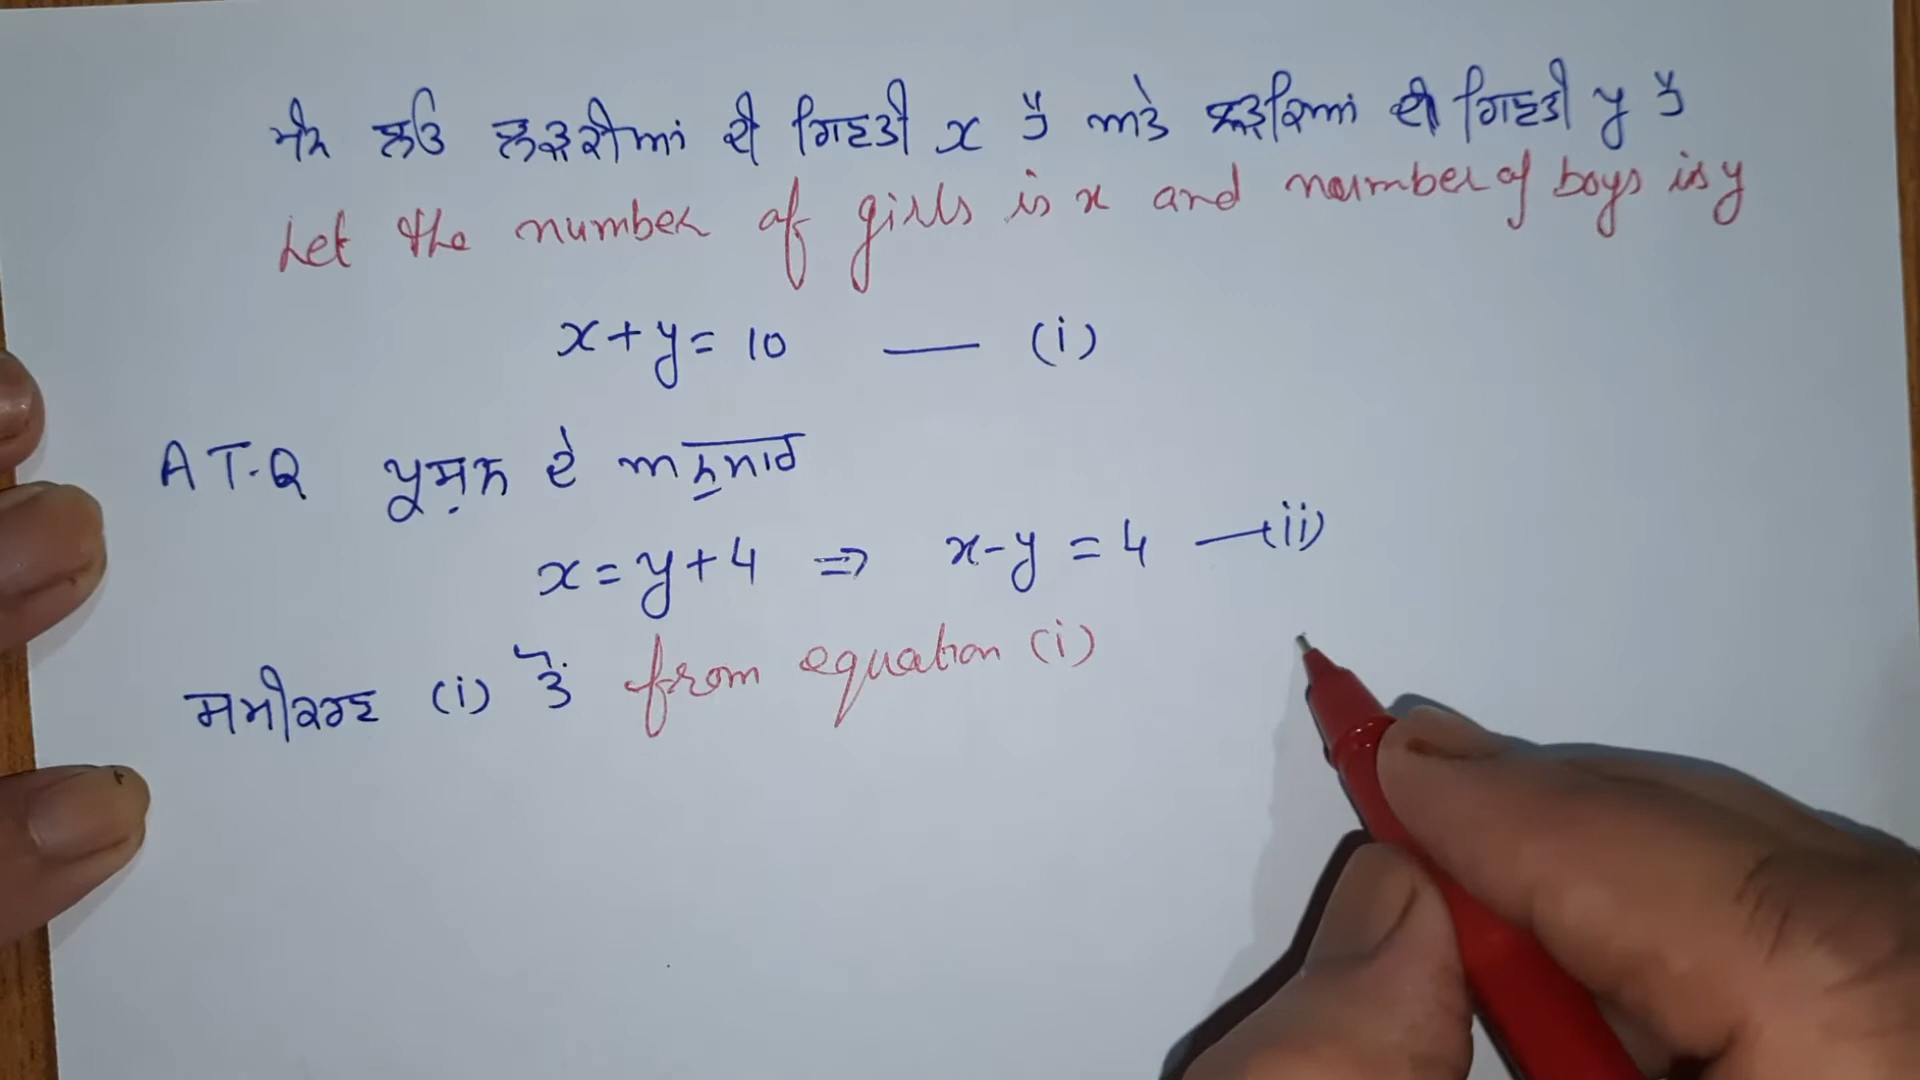 ਮੰਨ ਲਓ ਲੜਕੀਆਂ ਦੀ ਗਿਣਤੀ x ਹੈ ਅਤੇ ਲੜਕਿਆਂ ਦੀ ਗਿਣਤੀ y ਹੈ
Let the number of girls is x and number of boys is y
x + y = 10 — (i)
AT-Q ਪ੍ਰਸ਼ਨ ਦੇ ਅਨੁਸਾਰ
x = y + 4 ⇒ x - y = 4 — (ii)
ਸਮੀਕਰਣ (i) ਤੋਂ from equation (i)